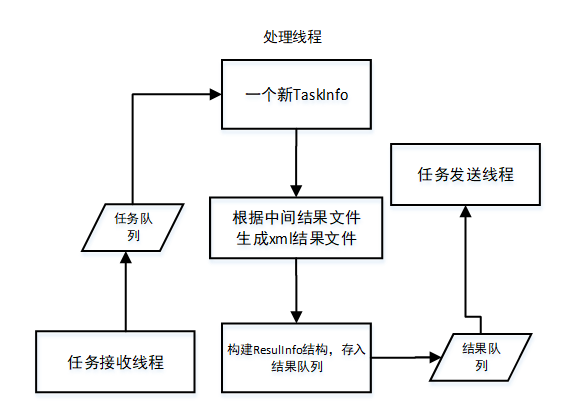 处理线程
一个新TaskInfo
任务发送线程
任务队
列
根据中间结果文件
生成xml结果文件
任务接收线程
构建ResulInfo结构，存入
结果队列
结果队
列